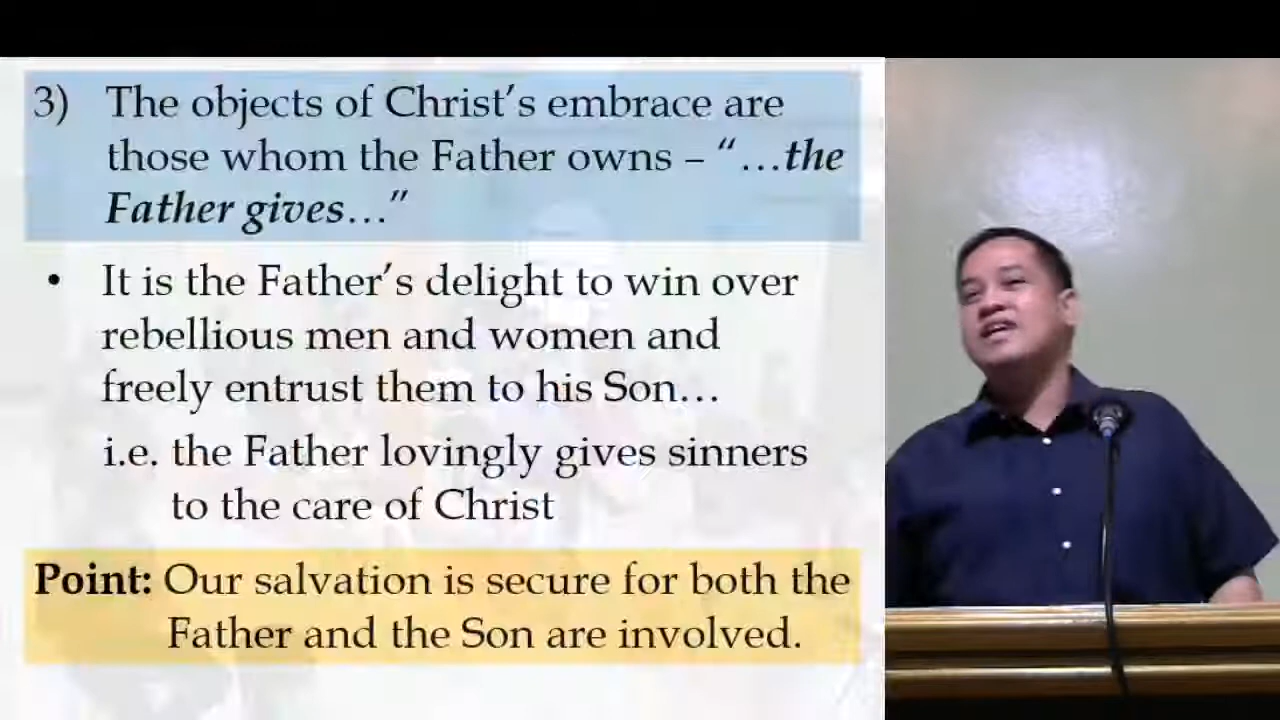 3) The objects of Christ's embrace are
those whom the Father owns – "…the
Father gives…"
• It is the Father's delight to win over
rebellious men and women and
freely entrust them to his Son…
i.e. the Father lovingly gives sinners
to the care of Christ
Point: Our salvation is secure for both the
Father and the Son are involved.